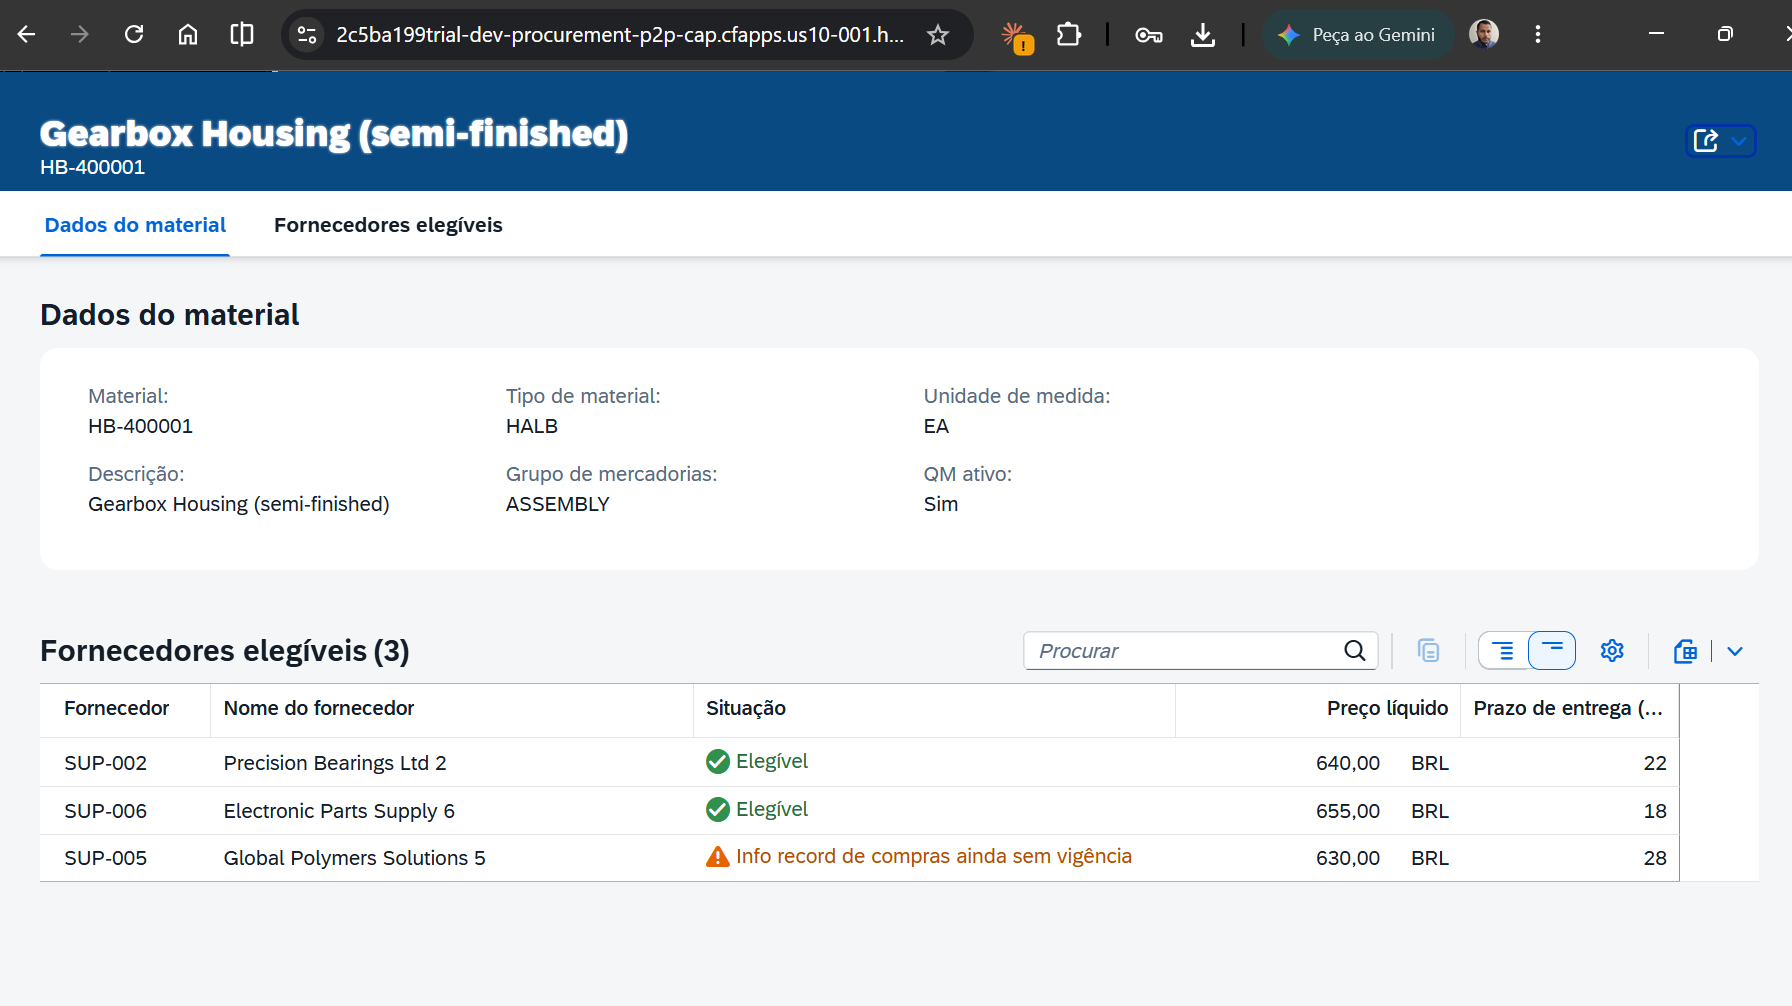 2c5ba199trial-dev-procurement-p2p-cap.cfapps.us10-001.h...
Peça ao Gemini
Gearbox Housing (semi-finished)
HB-400001
Dados do material
Fornecedores elegíveis
Dados do material
Material:
Tipo de material:
Unidade de medida:
HB-400001
HALB
EA
Descrição:
Grupo de mercadorias:
QM ativo:
Gearbox Housing (semi-finished)
ASSEMBLY
Sim
Fornecedores elegíveis (3)
Procurar
Fornecedor Nome do fornecedor Situação Preço líquido Prazo de entrega (...
SUP-002 Precision Bearings Ltd 2 Elegível 640,00 BRL 22
SUP-006 Electronic Parts Supply 6 Elegível 655,00 BRL 18
SUP-005 Global Polymers Solutions 5 Info record de compras ainda sem vigência 630,00 BRL 28